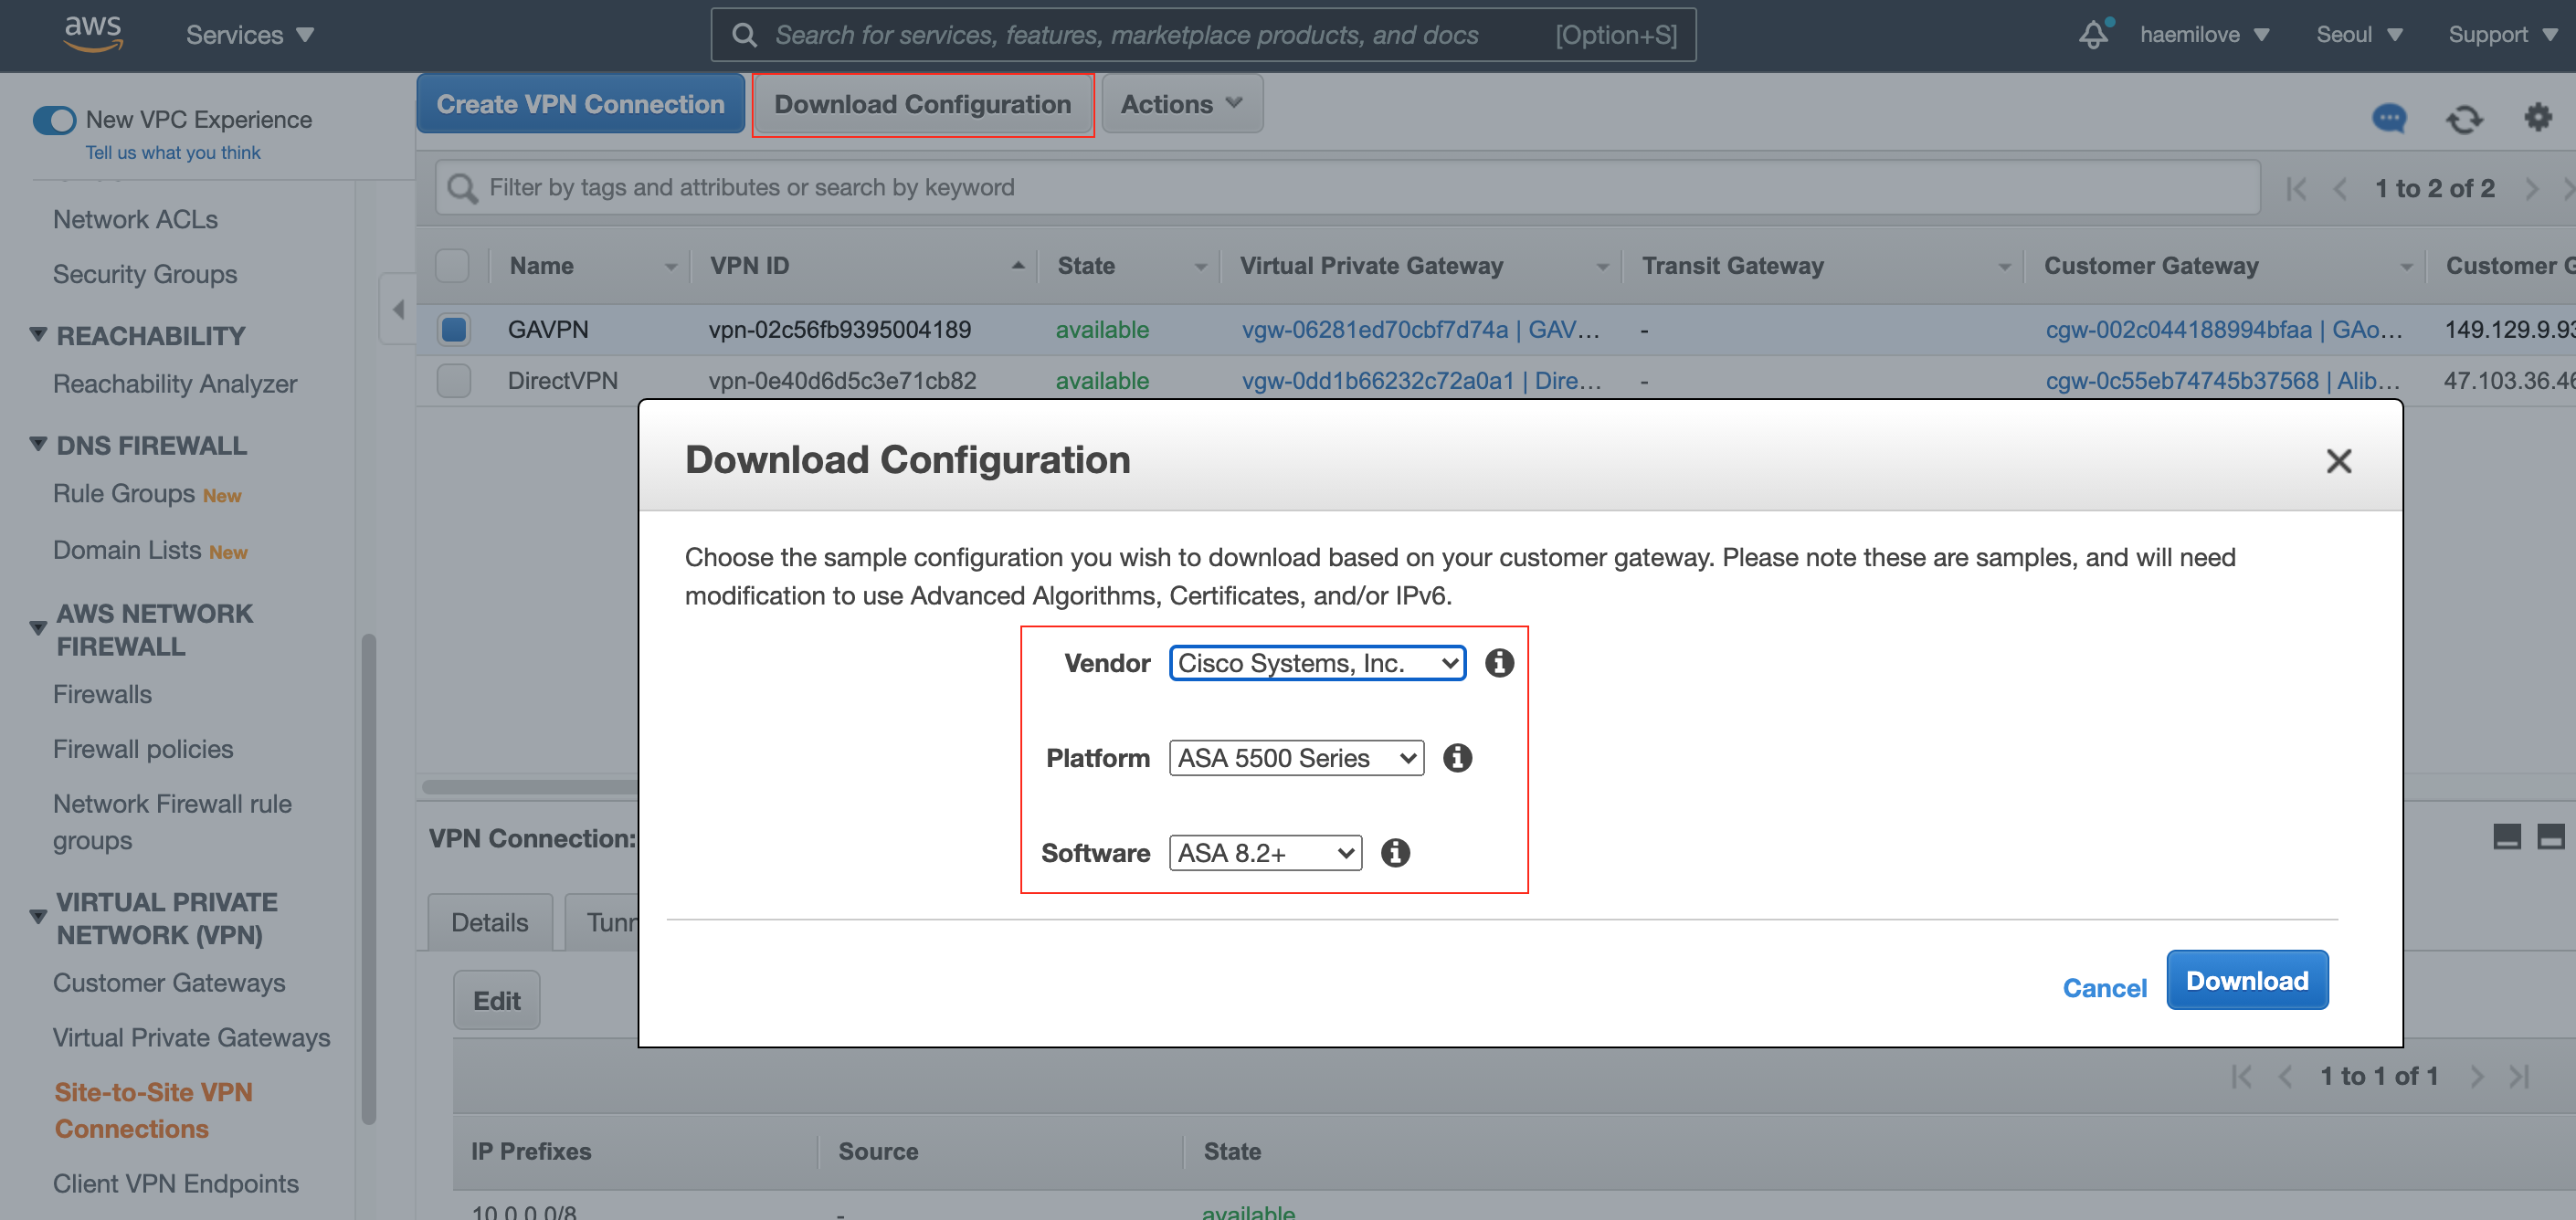 aws
Services
Search for services, features, marketplace products, and docs
[Option+S]
haemilove
Seoul
Support
New VPC Experience
Tell us what you think
Create VPN Connection
Download Configuration
Actions
Filter by tags and attributes or search by keyword
1 to 2 of 2
Network ACLs
Security Groups
REACHABILITY
Reachability Analyzer
DNS FIREWALL
Rule Groups New
Domain Lists New
AWS NETWORK
FIREWALL
Firewalls
Firewall policies
Network Firewall rule
groups
VIRTUAL PRIVATE
NETWORK (VPN)
Customer Gateways
Virtual Private Gateways
Site-to-Site VPN
Connections
Client VPN Endpoints
Name VPN ID State Virtual Private Gateway Transit Gateway Customer Gateway Customer G
GAVPN vpn-02c56fb9395004189 available vgw-06281ed70cbf7d74a | GAV... - cgw-002c044188994bfaa | GAo... 149.129.9.93
DirectVPN vpn-0e40d6d5c3e71cb82 available vgw-0dd1b66232c72a0a1 | Dire... - cgw-0c55eb74745b37568 | Alib... 47.103.36.46
Download Configuration
Choose the sample configuration you wish to download based on your customer gateway. Please note these are samples, and will need
modification to use Advanced Algorithms, Certificates, and/or IPv6.
Vendor Cisco Systems, Inc.
Platform ASA 5500 Series
Software ASA 8.2+
Cancel Download
VPN Connection:
Details
Tunn
Edit
1 to 1 of 1
IP Prefixes Source State
10.0.0.0/8 - available